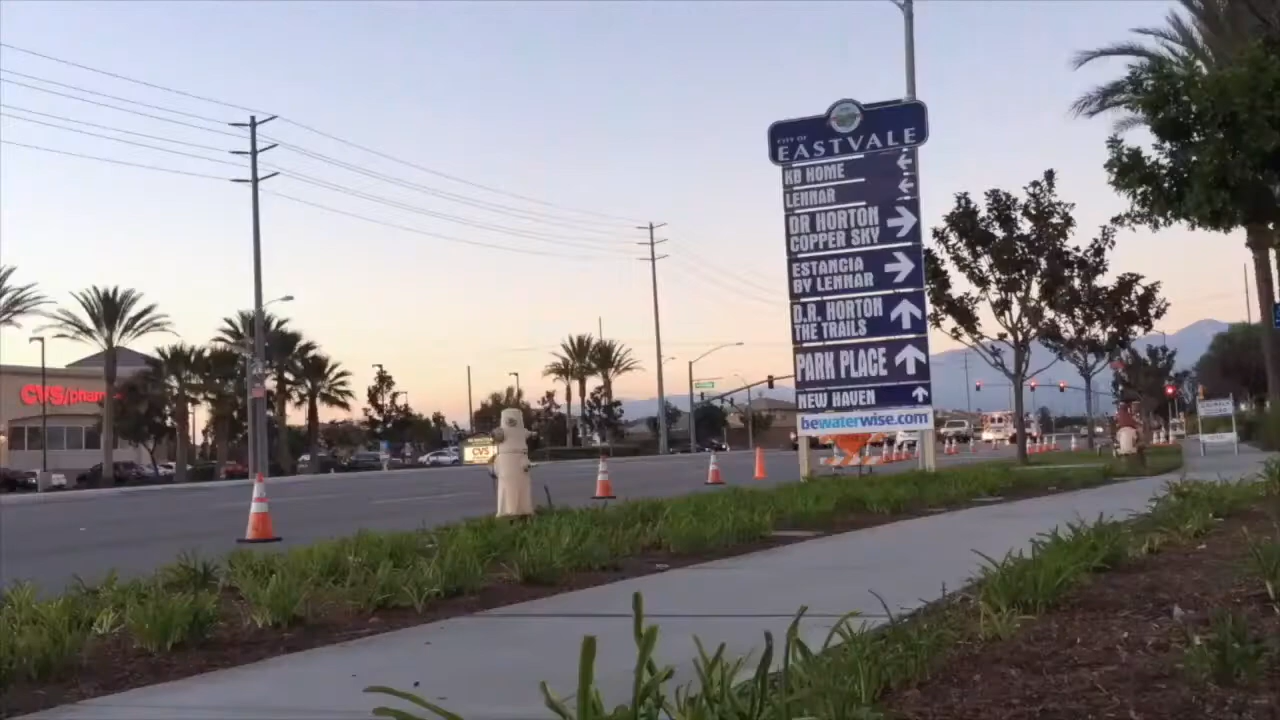 CITY OF
EASTVALE
KB HOME
LENNAR
DR HORTON
COPPER SKY
ESTANCIA
BY LENNAR
D.R. HORTON
THE TRAILS
PARK PLACE
NEW HAVEN
bewaterwise.com
CVS/pharm
CVS